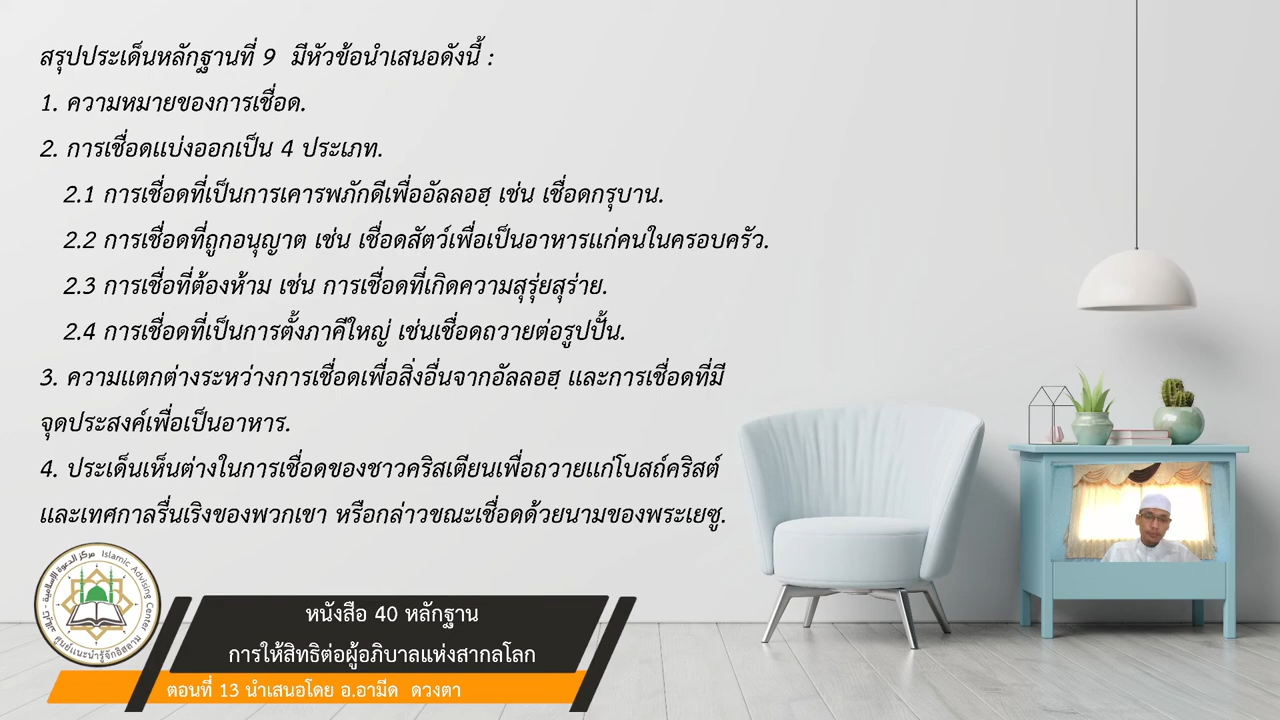 สรุปประเด็นหลักฐานที่ 9 มีหัวข้อนำเสนอดังนี้ :
1. ความหมายของการเชื่อด.
2. การเชื่อดแบ่งออกเป็น 4 ประเภท.
2.1 การเชื่อดที่เป็นการเคารพภักดีเพื่ออัลลอฮฺ เช่น เชื่อดกรุบาน.
2.2 การเชื่อดที่ถูกอนุญาต เช่น เชื่อดสัตว์เพื่อเป็นอาหารแก่คนในครอบครัว.
2.3 การเชื่อที่ต้องห้าม เช่น การเชื่อดที่เกิดความสุรุ่ยสุร่าย.
2.4 การเชื่อดที่เป็นการตั้งภาคีใหญ่ เช่นเชื่อดถวายต่อรูปปั้น.
3. ความแตกต่างระหว่างการเชื่อดเพื่อสิ่งอื่นจากอัลลอฮฺ และการเชื่อดที่มี
จุดประสงค์เพื่อเป็นอาหาร.
4. ประเด็นเห็นต่างในการเชื่อดของชาวคริสเตียนเพื่อถวายแก่โบสถ์คริสต์
และเทศกาลรื่นเริงของพวกเขา หรือกล่าวขณะเชื่อดด้วยนามของพระเยซู.
مركز الدعوة الإسلامية - تايلاند
Islamic Advising Center
ศูนย์แนะนำรู้จักอิสลาม
หนังสือ 40 หลักฐาน
การให้สิทธิต่อผู้อภิบาลแห่งสากลโลก
ตอนที่ 13 นำเสนอโดย อ.อามีด ดวงตา